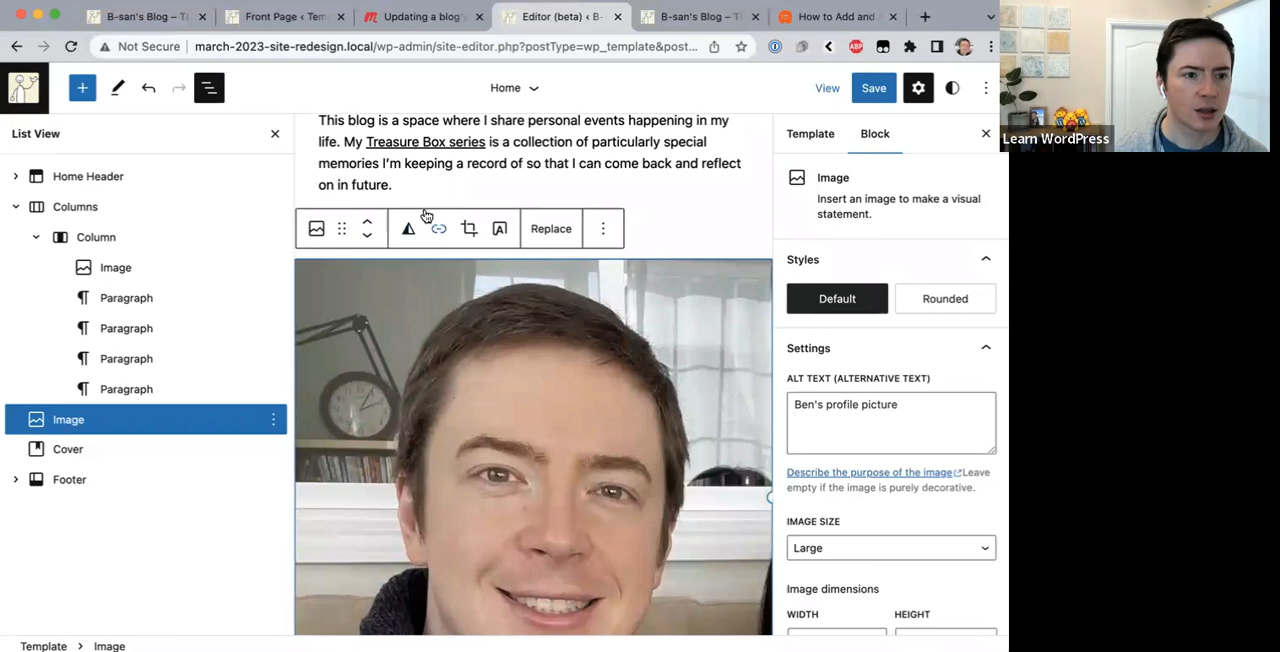 B-san's Blog – Ti
Front Page ‹ Tem
Updating a blog's
Editor (beta) ‹ B-
B-san's Blog – Ti
How to Add and
Not Secure
march-2023-site-redesign.local/wp-admin/site-editor.php?postType=wp_template&post...
ABP
Home
View
Save
Learn WordPress
List View
Home Header
Columns
Column
Image
Paragraph
Paragraph
Paragraph
Paragraph
Image
Cover
Footer
This blog is a space where I share personal events happening in my
life. My Treasure Box series is a collection of particularly special
memories I'm keeping a record of so that I can come back and reflect
on in future.
A
Replace
Template
Block
Image
Insert an image to make a visual
statement.
Styles
Default
Rounded
Settings
ALT TEXT (ALTERNATIVE TEXT)
Ben's profile picture
Describe the purpose of the image Leave
empty if the image is purely decorative.
IMAGE SIZE
Large
Image dimensions
WIDTH
HEIGHT
Template
Image